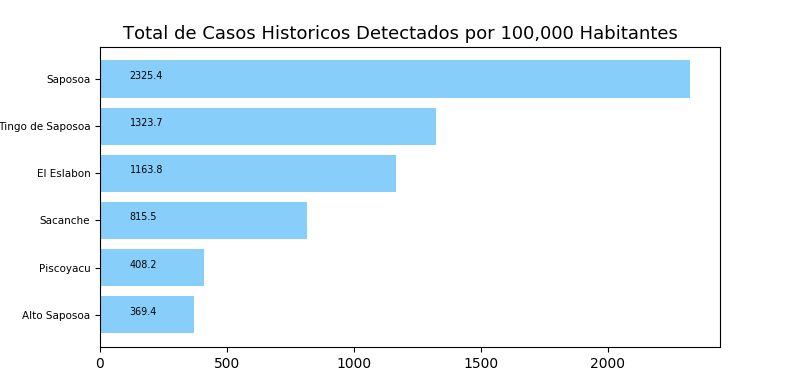 Total de Casos Historicos Detectados por 100,000 Habitantes
Saposoa 2325.4
Tingo de Saposoa 1323.7
El Eslabon 1163.8
Sacanche 815.5
Piscoyacu 408.2
Alto Saposoa 369.4
0 500 1000 1500 2000